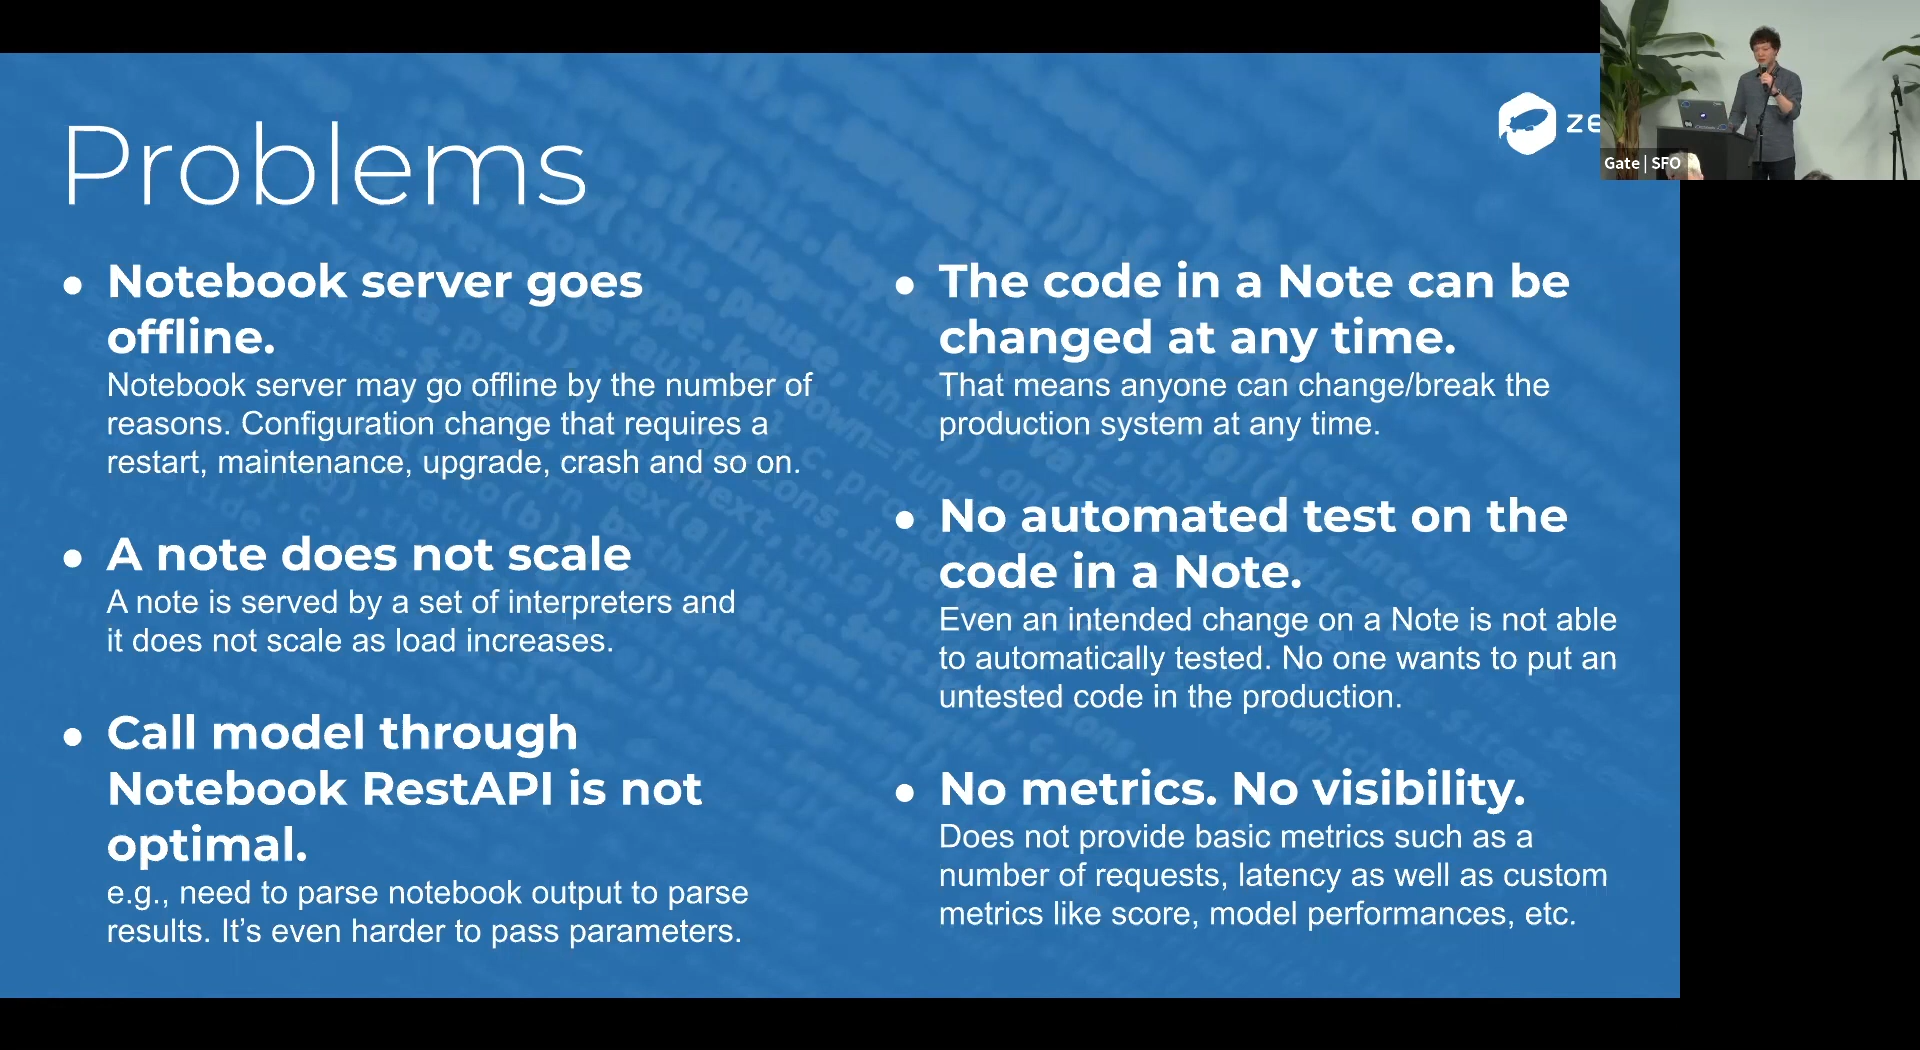 Problems
ze
Gate | SFO
● Notebook server goes
offline.
Notebook server may go offline by the number of
reasons. Configuration change that requires a
restart, maintenance, upgrade, crash and so on.
● A note does not scale
A note is served by a set of interpreters and
it does not scale as load increases.
● Call model through
Notebook RestAPI is not
optimal.
e.g., need to parse notebook output to parse
results. It’s even harder to pass parameters.
● The code in a Note can be
changed at any time.
That means anyone can change/break the
production system at any time.
● No automated test on the
code in a Note.
Even an intended change on a Note is not able
to automatically tested. No one wants to put an
untested code in the production.
● No metrics. No visibility.
Does not provide basic metrics such as a
number of requests, latency as well as custom
metrics like score, model performances, etc.